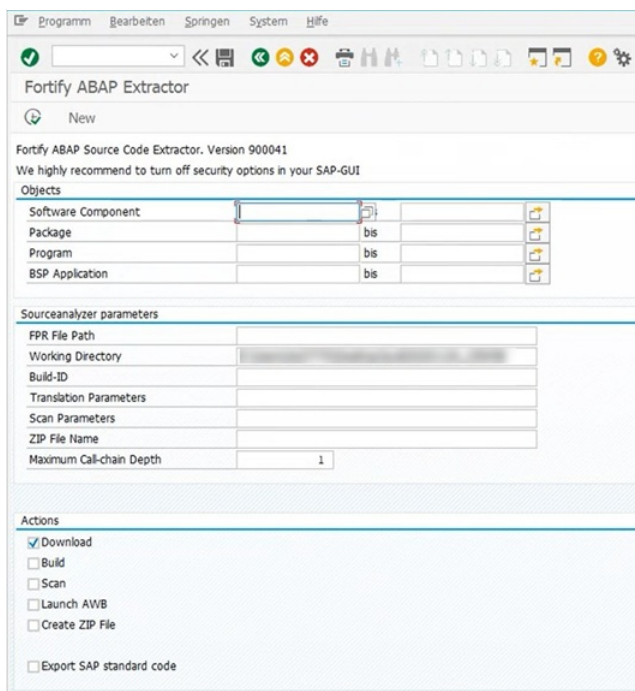 Programm Bearbeiten Springen System Hilfe
Fortify ABAP Extractor
New
Fortify ABAP Source Code Extractor. Version 900041
We highly recommend to turn off security options in your SAP-GUI
Objects
Software Component
Package bis
Program bis
BSP Application bis
Sourceanalyzer parameters
FPR File Path
Working Directory
Build-ID
Translation Parameters
Scan Parameters
ZIP File Name
Maximum Call-chain Depth 1
Actions
Download
Build
Scan
Launch AWB
Create ZIP File
Export SAP standard code